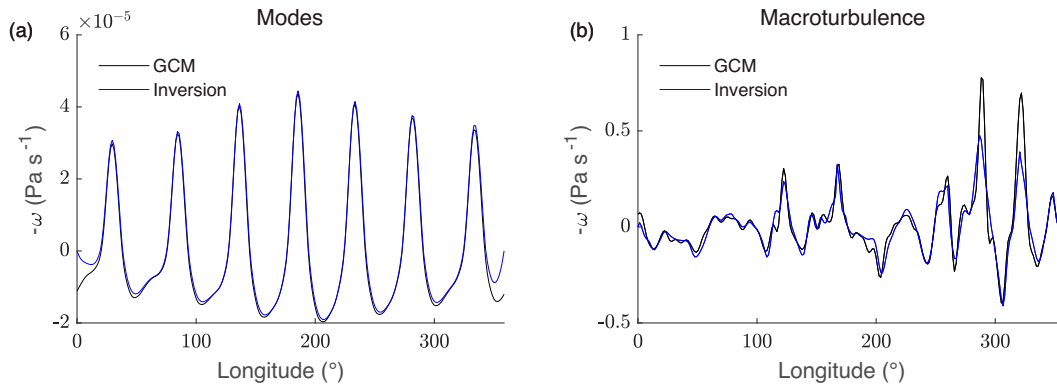 (a)
Modes
×10⁻⁵
6
4
2
0
-2
-ω (Pa s⁻¹)
GCM
Inversion
0
100
200
300
Longitude (°)
(b)
Macroturbulence
1
0.5
0
-0.5
-ω (Pa s⁻¹)
GCM
Inversion
0
100
200
300
Longitude (°)